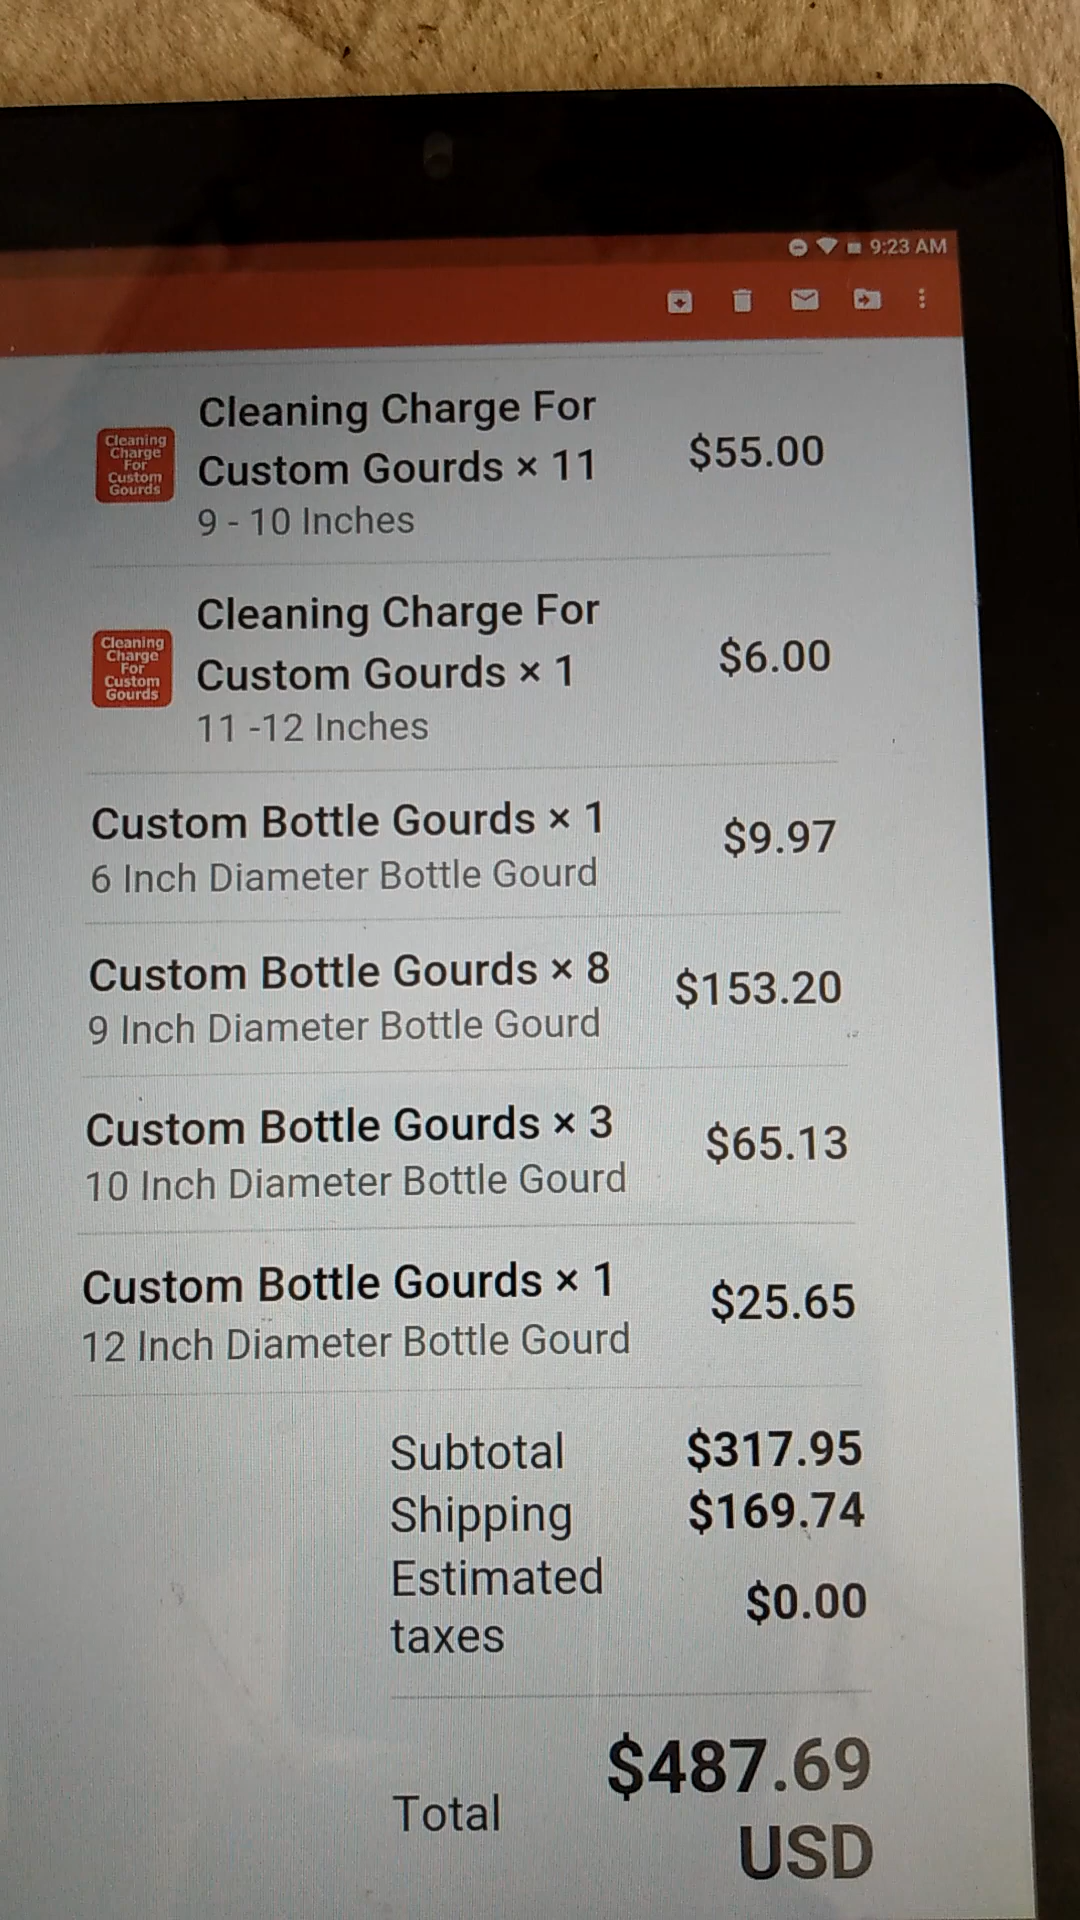 9:23 AM
Cleaning Charge For
Custom Gourds × 11
$55.00
9 - 10 Inches
Cleaning
Charge
For
Custom
Gourds
Cleaning Charge For
Custom Gourds × 1
$6.00
11 -12 Inches
Cleaning
Charge
For
Custom
Gourds
Custom Bottle Gourds × 1
$9.97
6 Inch Diameter Bottle Gourd
Custom Bottle Gourds × 8
$153.20
9 Inch Diameter Bottle Gourd
Custom Bottle Gourds × 3
$65.13
10 Inch Diameter Bottle Gourd
Custom Bottle Gourds × 1
$25.65
12 Inch Diameter Bottle Gourd
Subtotal $317.95
Shipping $169.74
Estimated
taxes
$0.00
Total
$487.69
USD